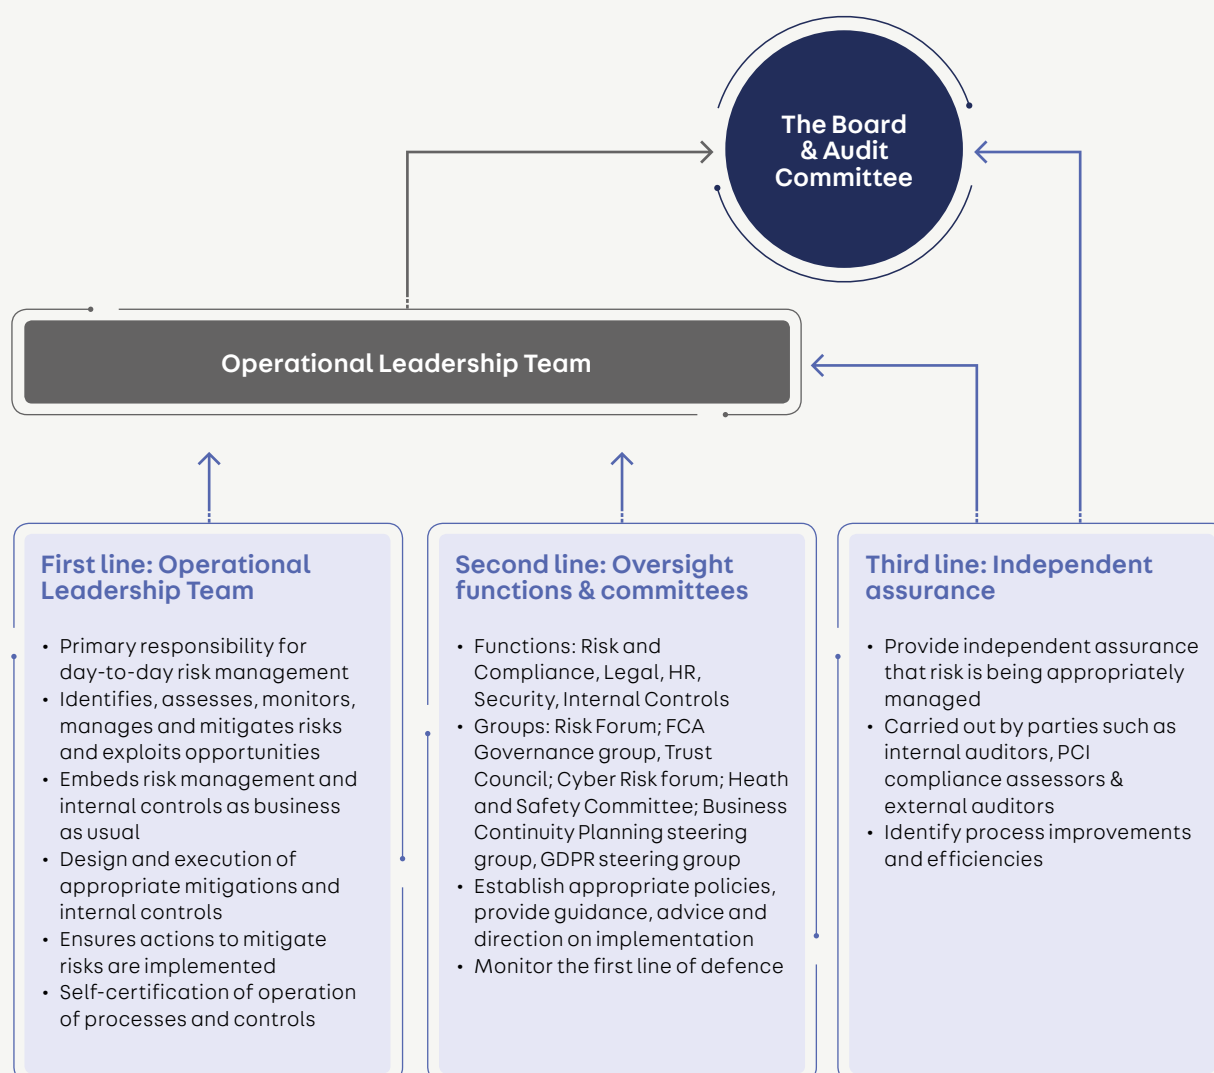 The Board
& Audit
Committee
Operational Leadership Team
First line: Operational
Leadership Team
• Primary responsibility for
day-to-day risk management
• Identifies, assesses, monitors,
manages and mitigates risks
and exploits opportunities
• Embeds risk management and
internal controls as business
as usual
• Design and execution of
appropriate mitigations and
internal controls
• Ensures actions to mitigate
risks are implemented
• Self-certification of operation
of processes and controls
Second line: Oversight
functions & committees
• Functions: Risk and
Compliance, Legal, HR,
Security, Internal Controls
• Groups: Risk Forum; FCA
Governance group, Trust
Council; Cyber Risk forum; Heath
and Safety Committee; Business
Continuity Planning steering
group, GDPR steering group
• Establish appropriate policies,
provide guidance, advice and
direction on implementation
• Monitor the first line of defence
Third line: Independent
assurance
• Provide independent assurance
that risk is being appropriately
managed
• Carried out by parties such as
internal auditors, PCI
compliance assessors &
external auditors
• Identify process improvements
and efficiencies